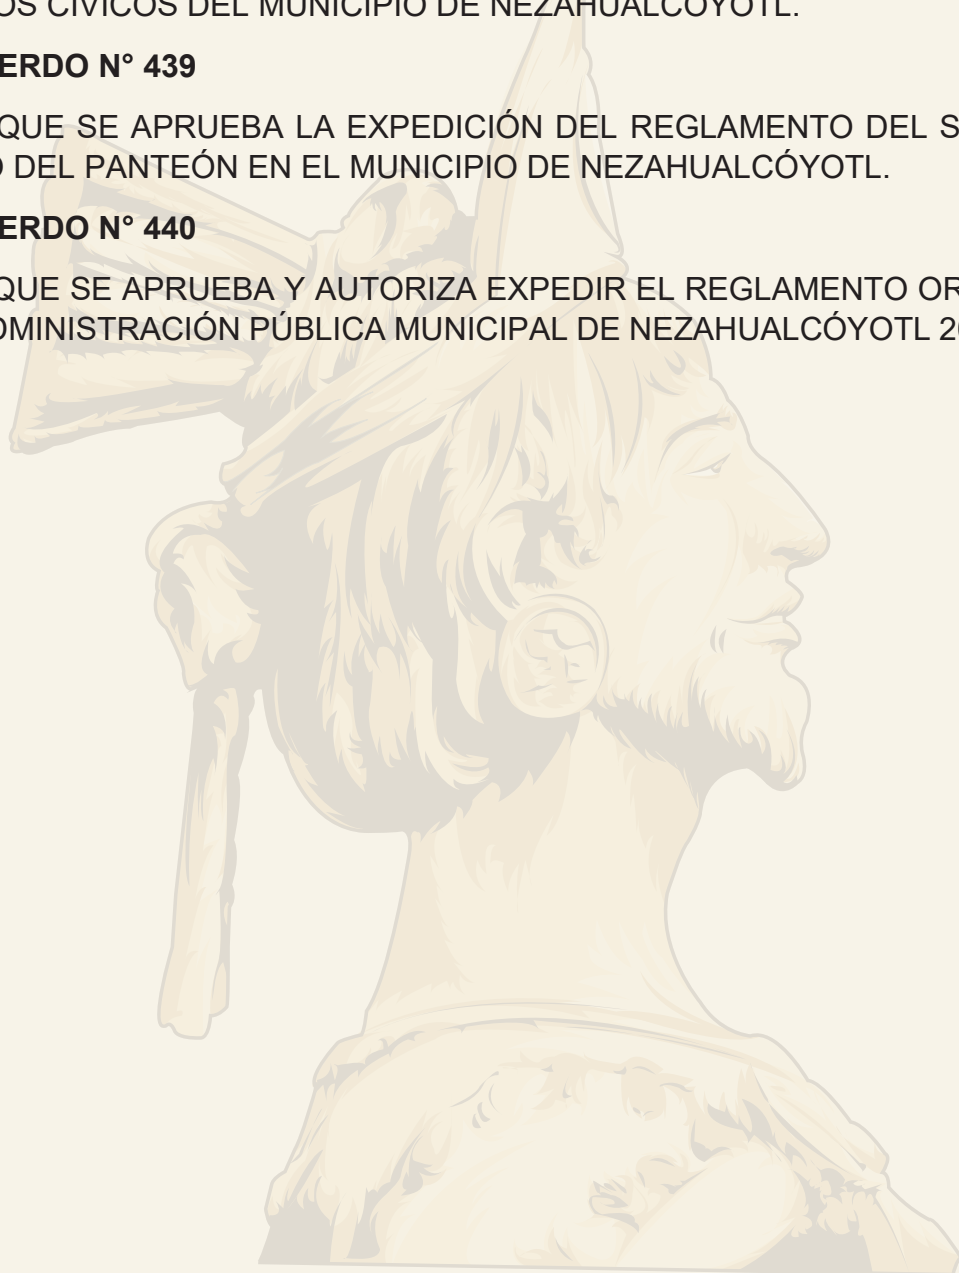 OS CÍVICOS DEL MUNICIPIO DE NEZAHUALCÓYOTL.
ERDO N° 439
QUE SE APRUEBA LA EXPEDICIÓN DEL REGLAMENTO DEL S
O DEL PANTEÓN EN EL MUNICIPIO DE NEZAHUALCÓYOTL.
ERDO N° 440
QUE SE APRUEBA Y AUTORIZA EXPEDIR EL REGLAMENTO OR
DMINISTRACIÓN PÚBLICA MUNICIPAL DE NEZAHUALCÓYOTL 20